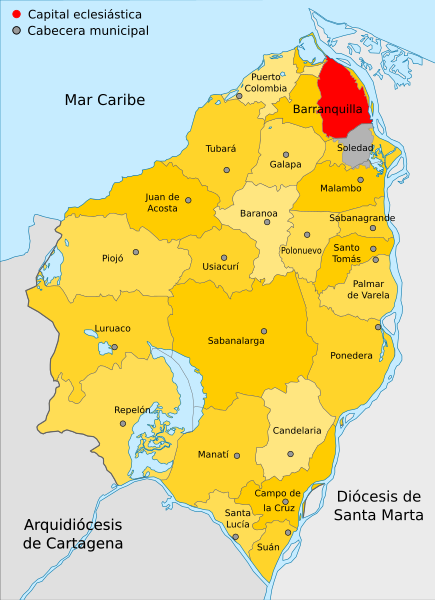 Capital eclesiástica
Cabecera municipal
Mar Caribe
Puerto
Colombia
Barranquilla
Soledad
Tubará
Galapa
Malambo
Juan de
Acosta
Baranoa
Sabanagrande
Polonuevo
Santo
Tomás
Piojó
Usiacurí
Palmar
de Varela
Luruaco
Sabanalarga
Ponedera
Repelón
Candelaria
Manatí
Campo de
la Cruz
Santa
Lucía
Suán
Diócesis de
Santa Marta
Arquidiócesis
de Cartagena